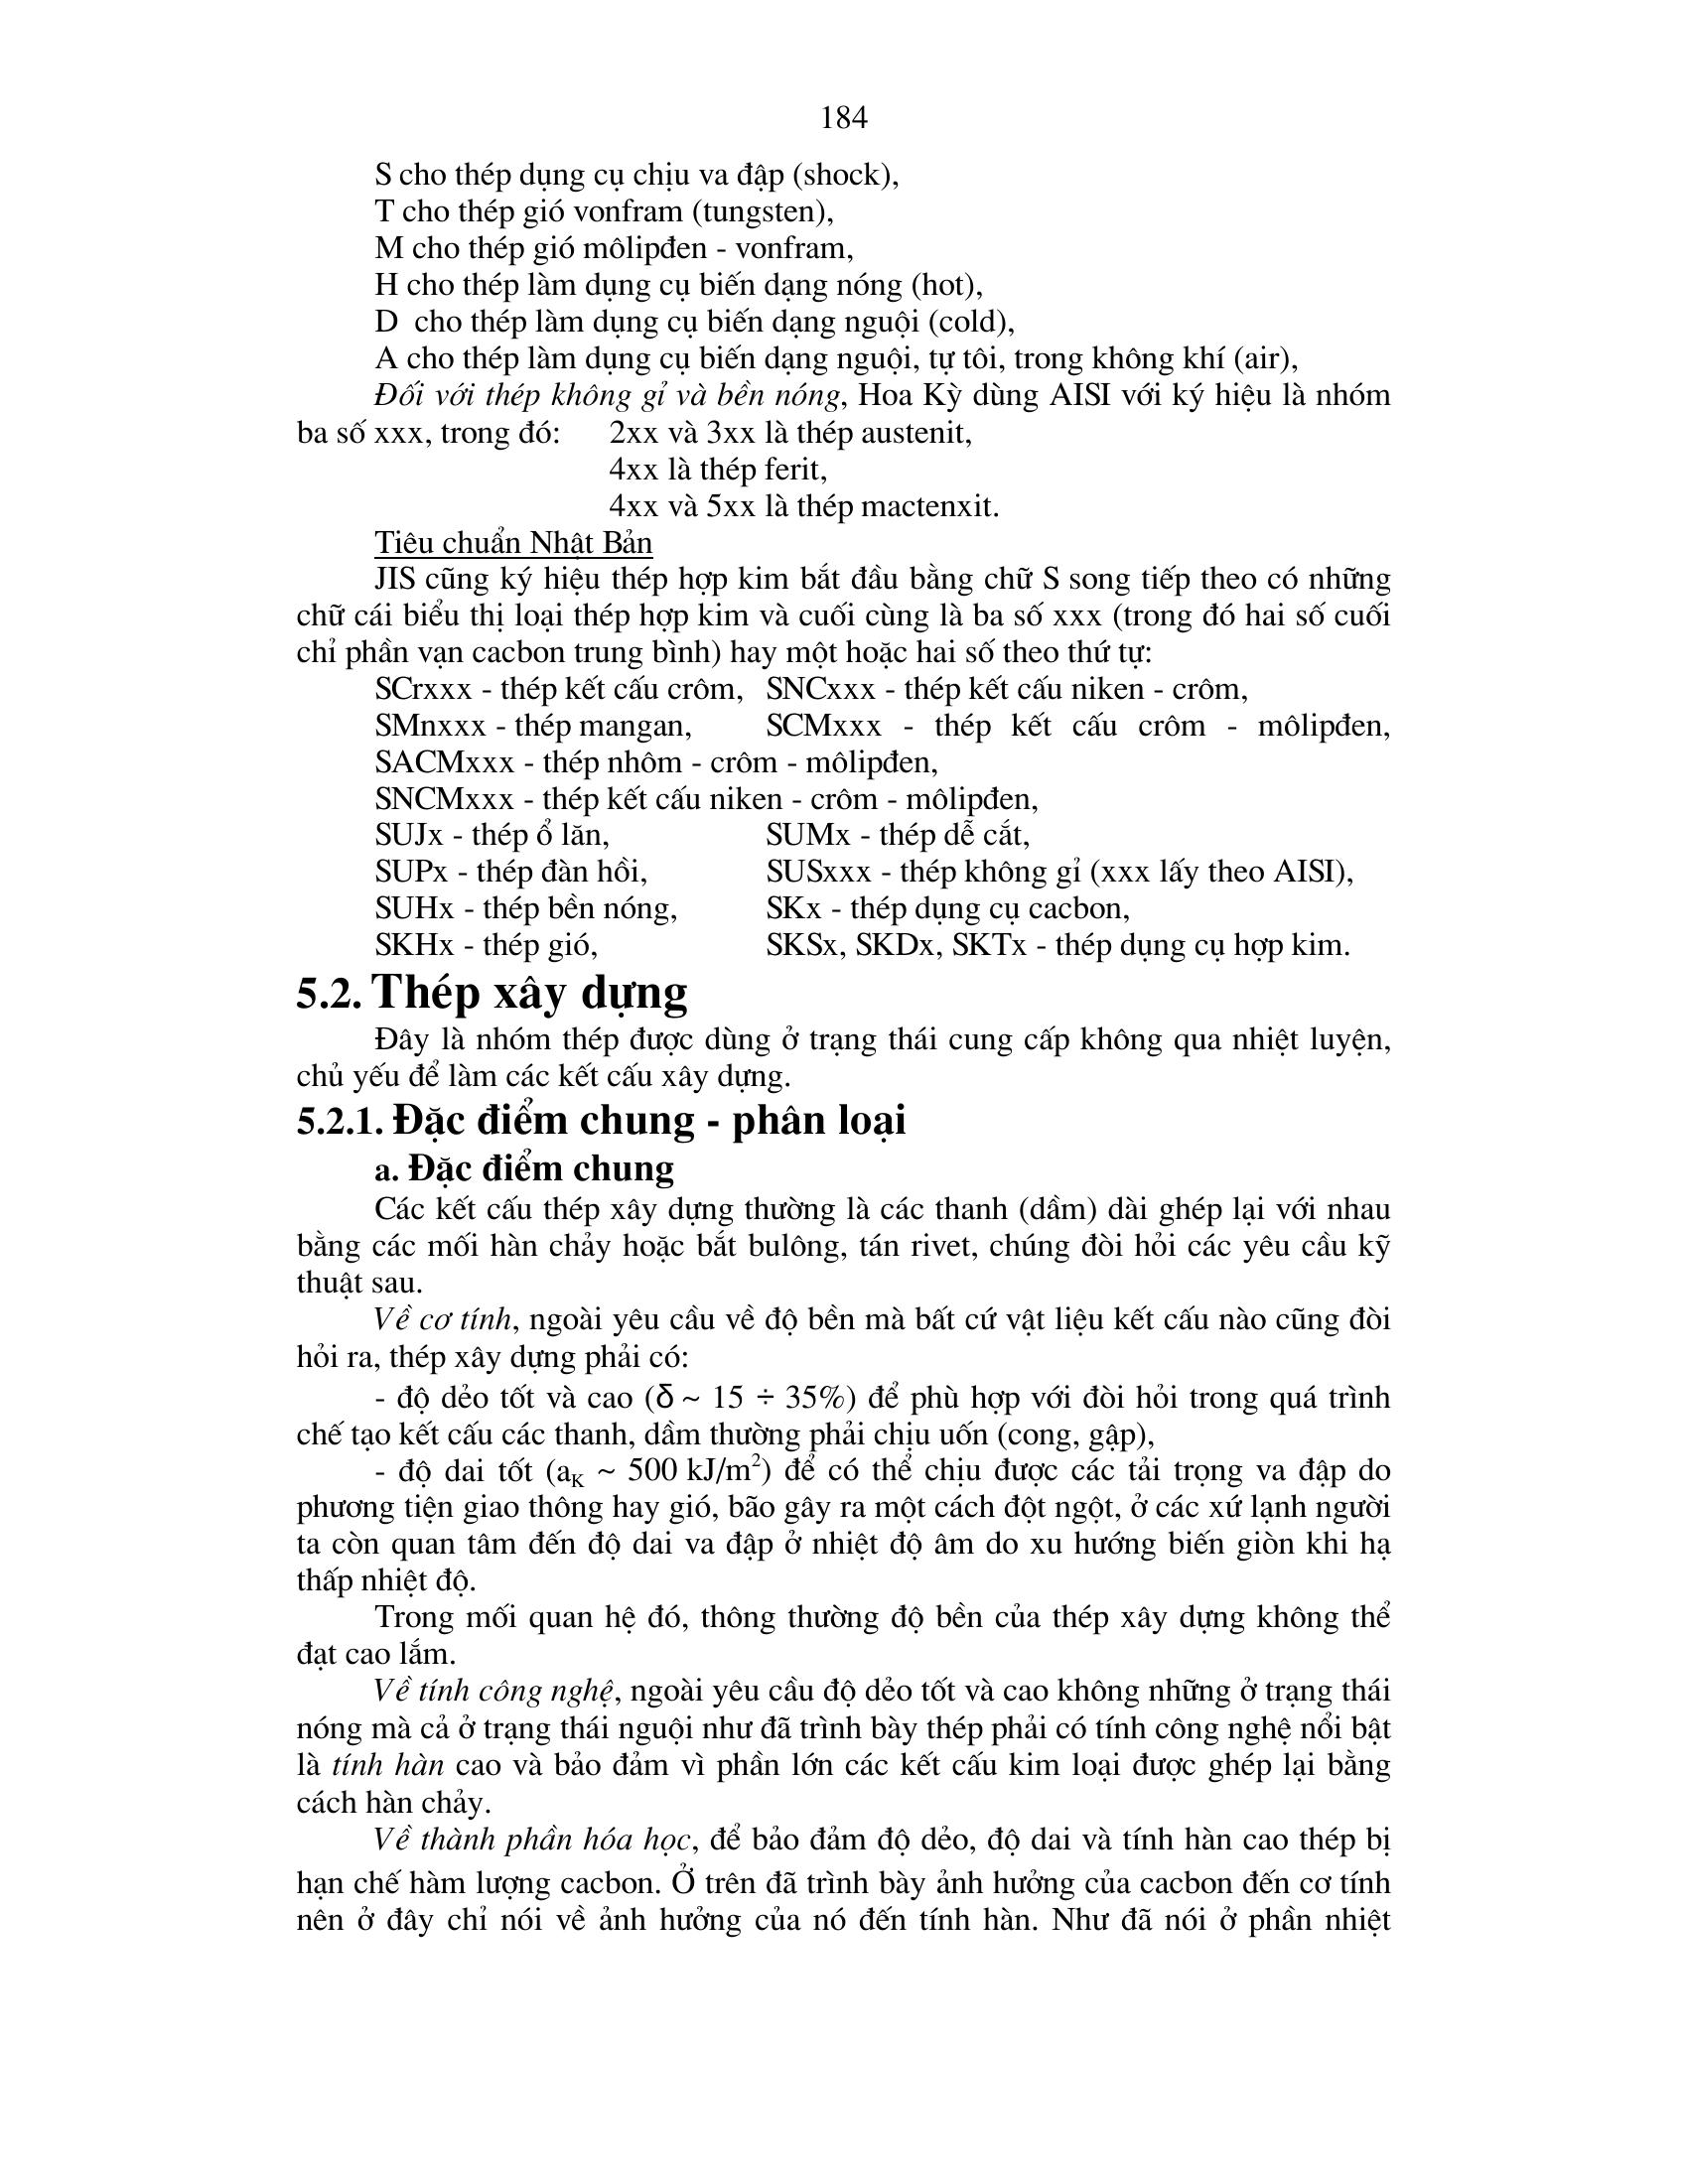 184
S cho thép dụng cụ chịu va đập (shock),
T cho thép gió vonfram (tungsten),
M cho thép gió môlipđen - vonfram,
H cho thép làm dụng cụ biến dạng nóng (hot),
D cho thép làm dụng cụ biến dạng nguội (cold),
A cho thép làm dụng cụ biến dạng nguội, tự tôi, trong không khí (air),
Đối với thép không gỉ và bền nóng, Hoa Kỳ dùng AISI với ký hiệu là nhóm
ba số xxx, trong đó: 2xx và 3xx là thép austenit,
4xx là thép ferit,
4xx và 5xx là thép mactenxit.
Tiêu chuẩn Nhật Bản
JIS cũng ký hiệu thép hợp kim bắt đầu bằng chữ S song tiếp theo có những
chữ cái biểu thị loại thép hợp kim và cuối cùng là ba số xxx (trong đó hai số cuối
chỉ phần vạn cacbon trung bình) hay một hoặc hai số theo thứ tự:
SCrxxx - thép kết cấu crôm, SNCxxx - thép kết cấu niken - crôm,
SMnxxx - thép mangan, SCMxxx - thép kết cấu crôm - môlipđen,
SACMxxx - thép nhôm - crôm - môlipđen,
SNCMxxx - thép kết cấu niken - crôm - môlipđen,
SUJx - thép ổ lăn, SUMx - thép dễ cắt,
SUPx - thép đàn hồi, SUSxxx - thép không gỉ (xxx lấy theo AISI),
SUHx - thép bền nóng, SKx - thép dụng cụ cacbon,
SKHx - thép gió, SKSx, SKDx, SKTx - thép dụng cụ hợp kim.
5.2. Thép xây dựng
Đây là nhóm thép được dùng ở trạng thái cung cấp không qua nhiệt luyện,
chủ yếu để làm các kết cấu xây dựng.
5.2.1. Đặc điểm chung - phân loại
a. Đặc điểm chung
Các kết cấu thép xây dựng thường là các thanh (dầm) dài ghép lại với nhau
bằng các mối hàn chảy hoặc bắt bulông, tán rivet, chúng đòi hỏi các yêu cầu kỹ
thuật sau.
Về cơ tính, ngoài yêu cầu về độ bền mà bất cứ vật liệu kết cấu nào cũng đòi
hỏi ra, thép xây dựng phải có:
- độ dẻo tốt và cao (δ ~ 15 ÷ 35%) để phù hợp với đòi hỏi trong quá trình
chế tạo kết cấu các thanh, dầm thường phải chịu uốn (cong, gập),
- độ dai tốt (aK ~ 500 kJ/m²) để có thể chịu được các tải trọng va đập do
phương tiện giao thông hay gió, bão gây ra một cách đột ngột, ở các xứ lạnh người
ta còn quan tâm đến độ dai va đập ở nhiệt độ âm do xu hướng biến giòn khi hạ
thấp nhiệt độ.
Trong mối quan hệ đó, thông thường độ bền của thép xây dựng không thể
đạt cao lắm.
Về tính công nghệ, ngoài yêu cầu độ dẻo tốt và cao không những ở trạng thái
nóng mà cả ở trạng thái nguội như đã trình bày thép phải có tính công nghệ nổi bật
là tính hàn cao và bảo đảm vì phần lớn các kết cấu kim loại được ghép lại bằng
cách hàn chảy.
Về thành phần hóa học, để bảo đảm độ dẻo, độ dai và tính hàn cao thép bị
hạn chế hàm lượng cacbon. Ở trên đã trình bày ảnh hưởng của cacbon đến cơ tính
nên ở đây chỉ nói về ảnh hưởng của nó đến tính hàn. Như đã nói ở phần nhiệt